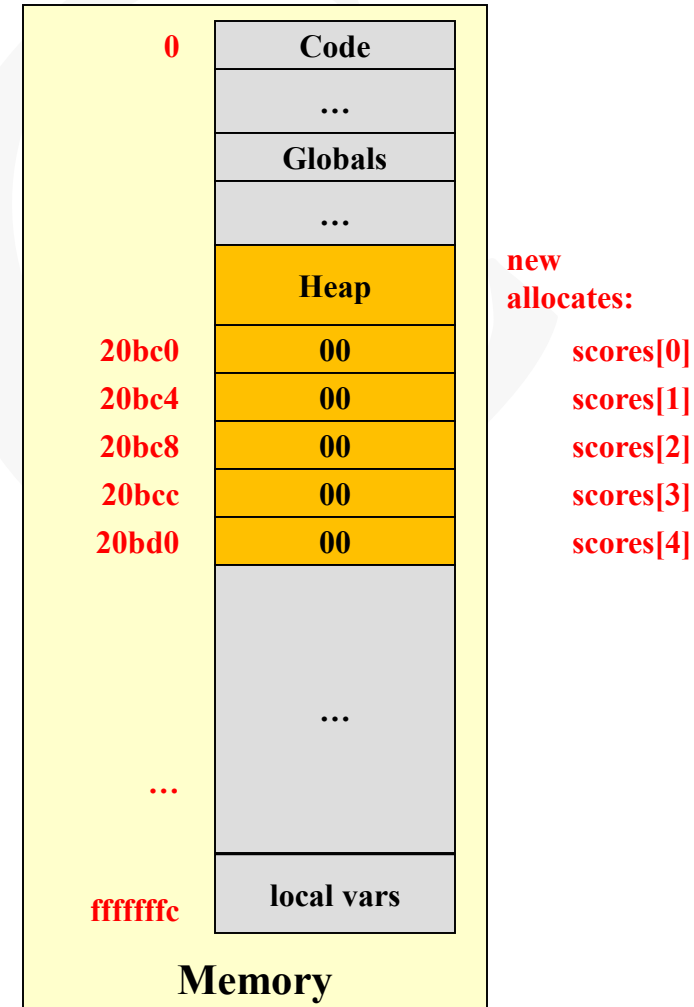 0 Code
…
Globals
…
new
Heap
allocates:
20bc0 00 scores[0]
20bc4 00 scores[1]
20bc8 00 scores[2]
20bcc 00 scores[3]
20bd0 00 scores[4]
…
…
fffffffc local vars
Memory